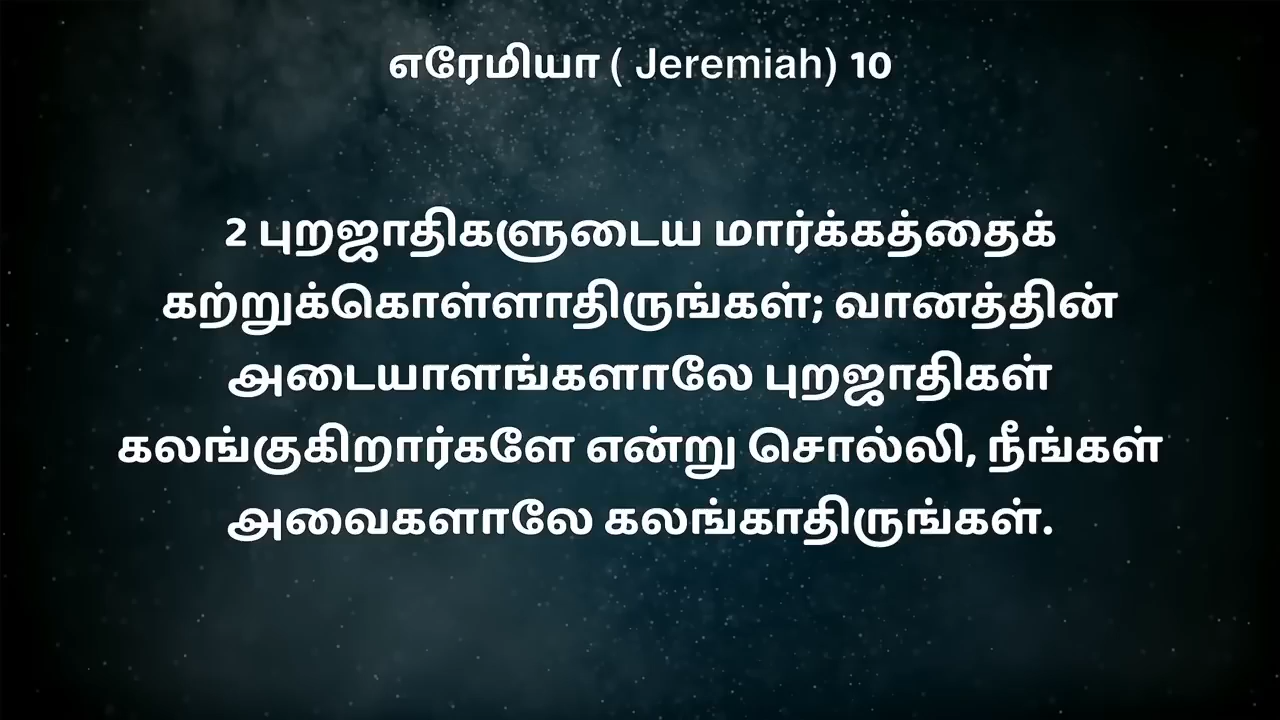 எரேமியா ( Jeremiah) 10
2 புறஜாதிகளுடைய மார்க்கத்தைக்
கற்றுக்கொள்ளாதிருங்கள்; வானத்தின்
அடையாளங்களாலே புறஜாதிகள்
கலங்குகிறார்களே என்று சொல்லி, நீங்கள்
அவைகளாலே கலங்காதிருங்கள்.